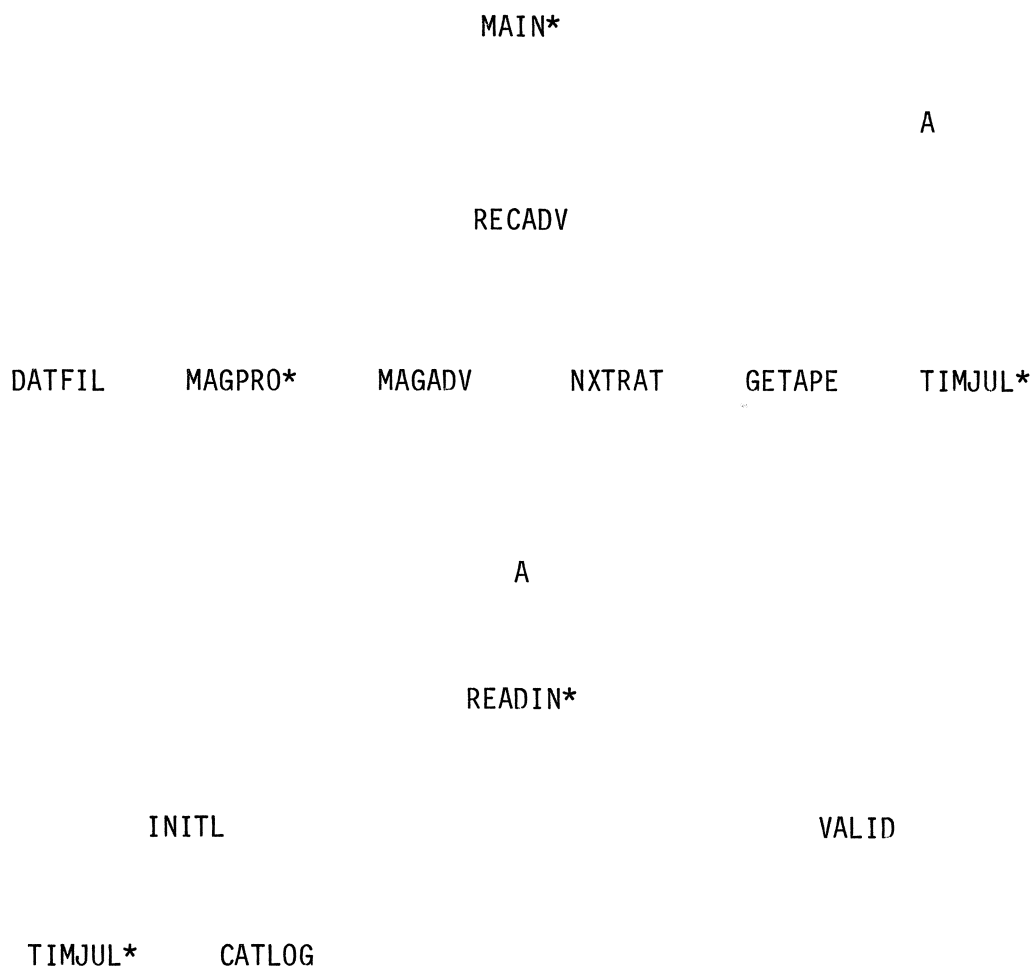 MAIN*
A
RECADV
DATFIL MAGPRO* MAGADV NXTRAT GETAPE TIMJUL*
A
READIN*
INITL VALID
TIMJUL* CATLOG